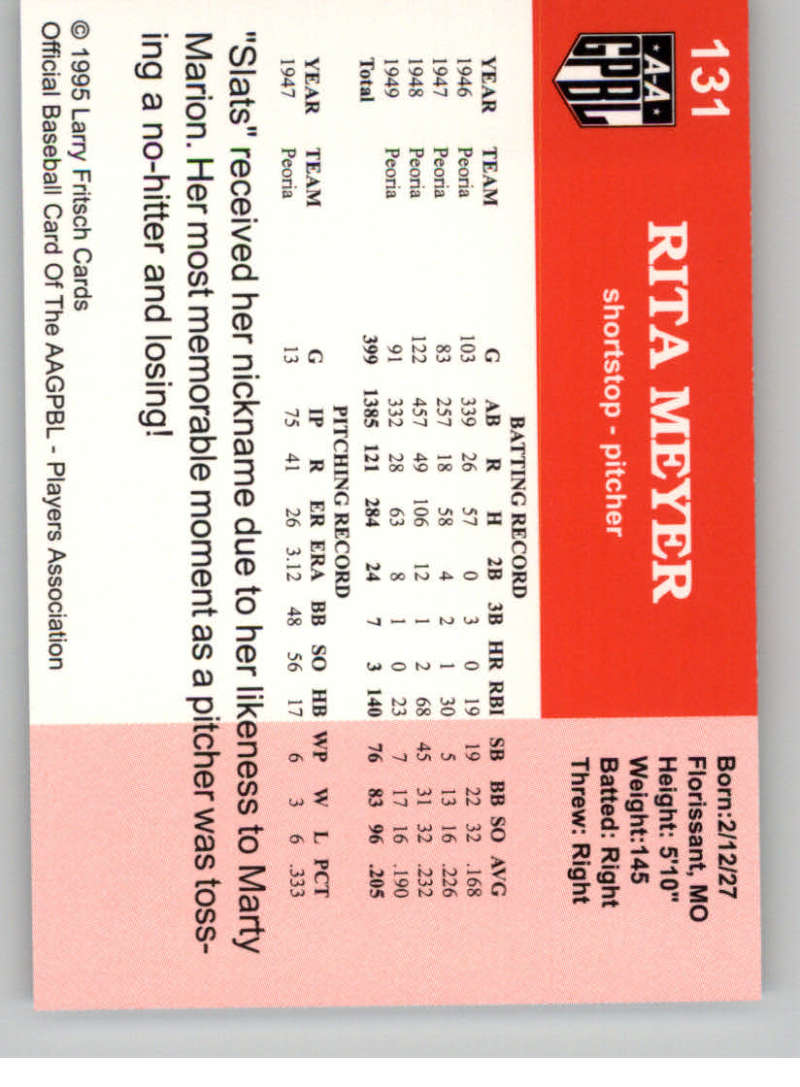 131
A-A
GPBL
RITA MEYER
shortstop - pitcher
Born:2/12/27
Florissant, MO
Height: 5'10"
Weight:145
Batted: Right
Threw: Right
BATTING RECORD
YEAR TEAM G AB R H 2B 3B HR RBI SB BB SO AVG
1946 Peoria 103 339 26 57 0 3 0 19 19 22 32 .168
1947 Peoria 83 257 18 58 4 2 1 30 5 13 16 .226
1948 Peoria 122 457 49 106 12 1 2 68 45 31 32 .232
1949 Peoria 91 332 28 63 8 1 0 23 7 17 16 .190
Total 399 1385 121 284 24 7 3 140 76 83 96 .205
PITCHING RECORD
YEAR TEAM G IP R ER ERA BB SO HB WP W L PCT
1947 Peoria 13 75 41 26 3.12 48 56 17 6 3 6 .333
"Slats" received her nickname due to her likeness to Marty
Marion. Her most memorable moment as a pitcher was toss-
ing a no-hitter and losing!
© 1995 Larry Fritsch Cards
Official Baseball Card Of The AAGPBL - Players Association